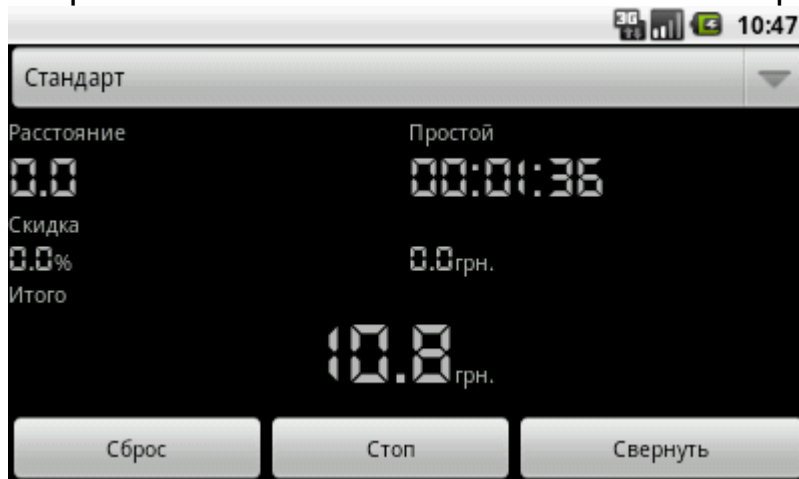 3G 10:47
Стандарт
Расстояние Простой
0.0 00:01:36
Скидка
0.0% 0.0грн.
Итого
10.8грн.
Сброс Стоп Свернуть